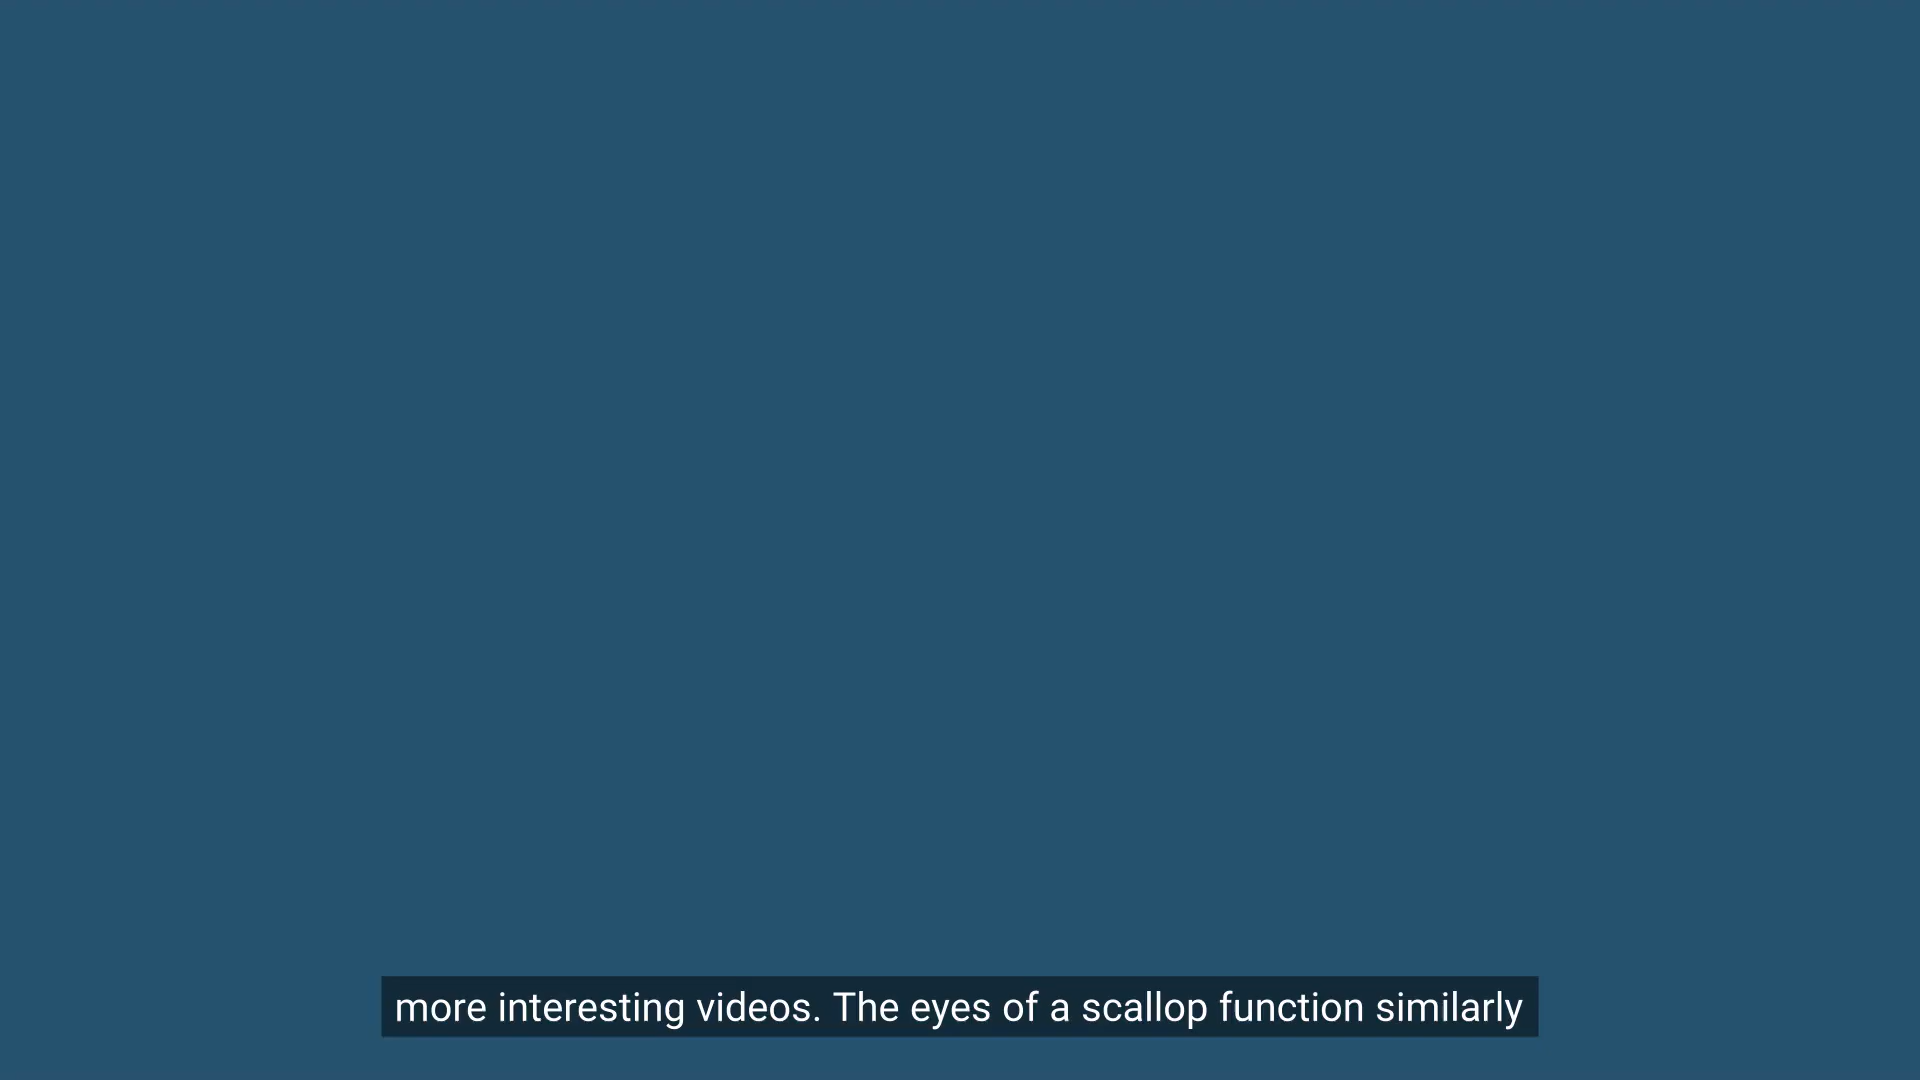 more interesting videos. The eyes of a scallop function similarly